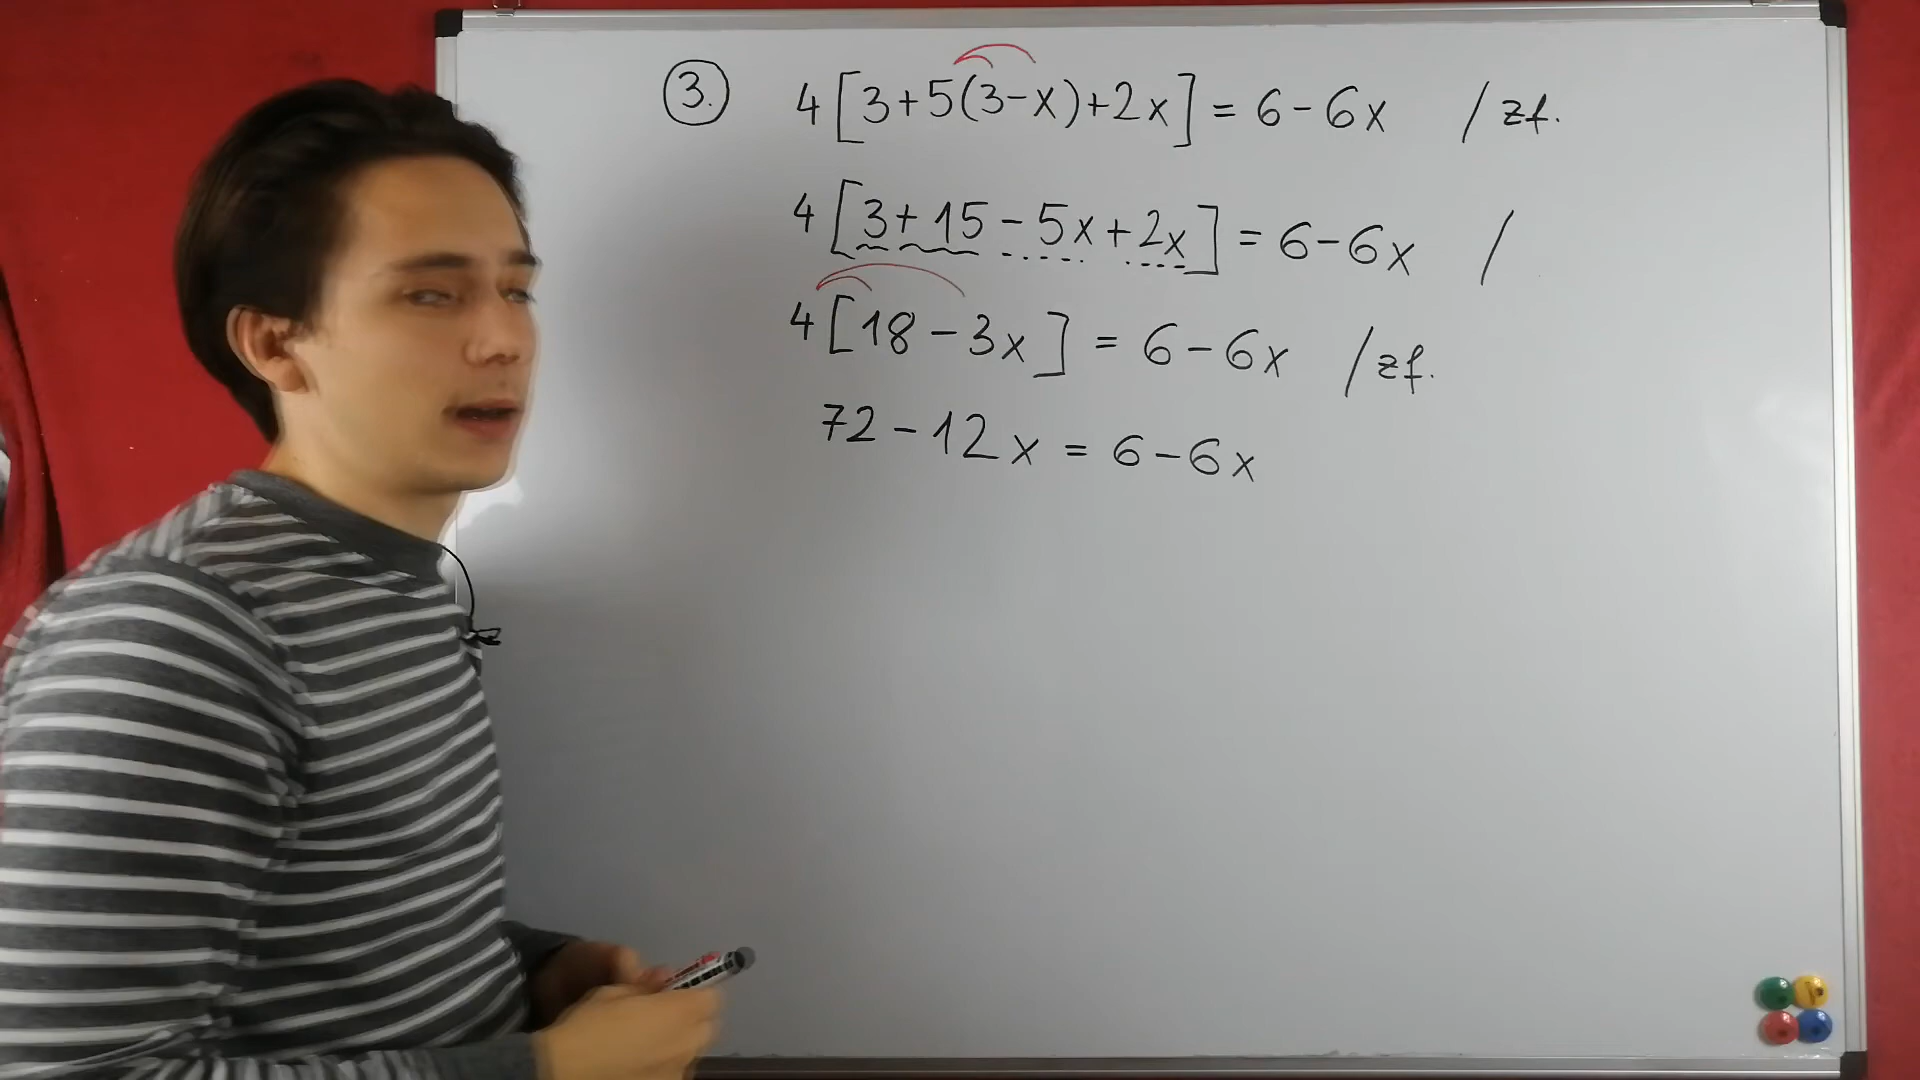 3. 4[3+5(3-x)+2x] = 6-6x / zf.
4[3+15-5x+2x] = 6-6x /
4[18-3x] = 6-6x / zf.
72-12x = 6-6x